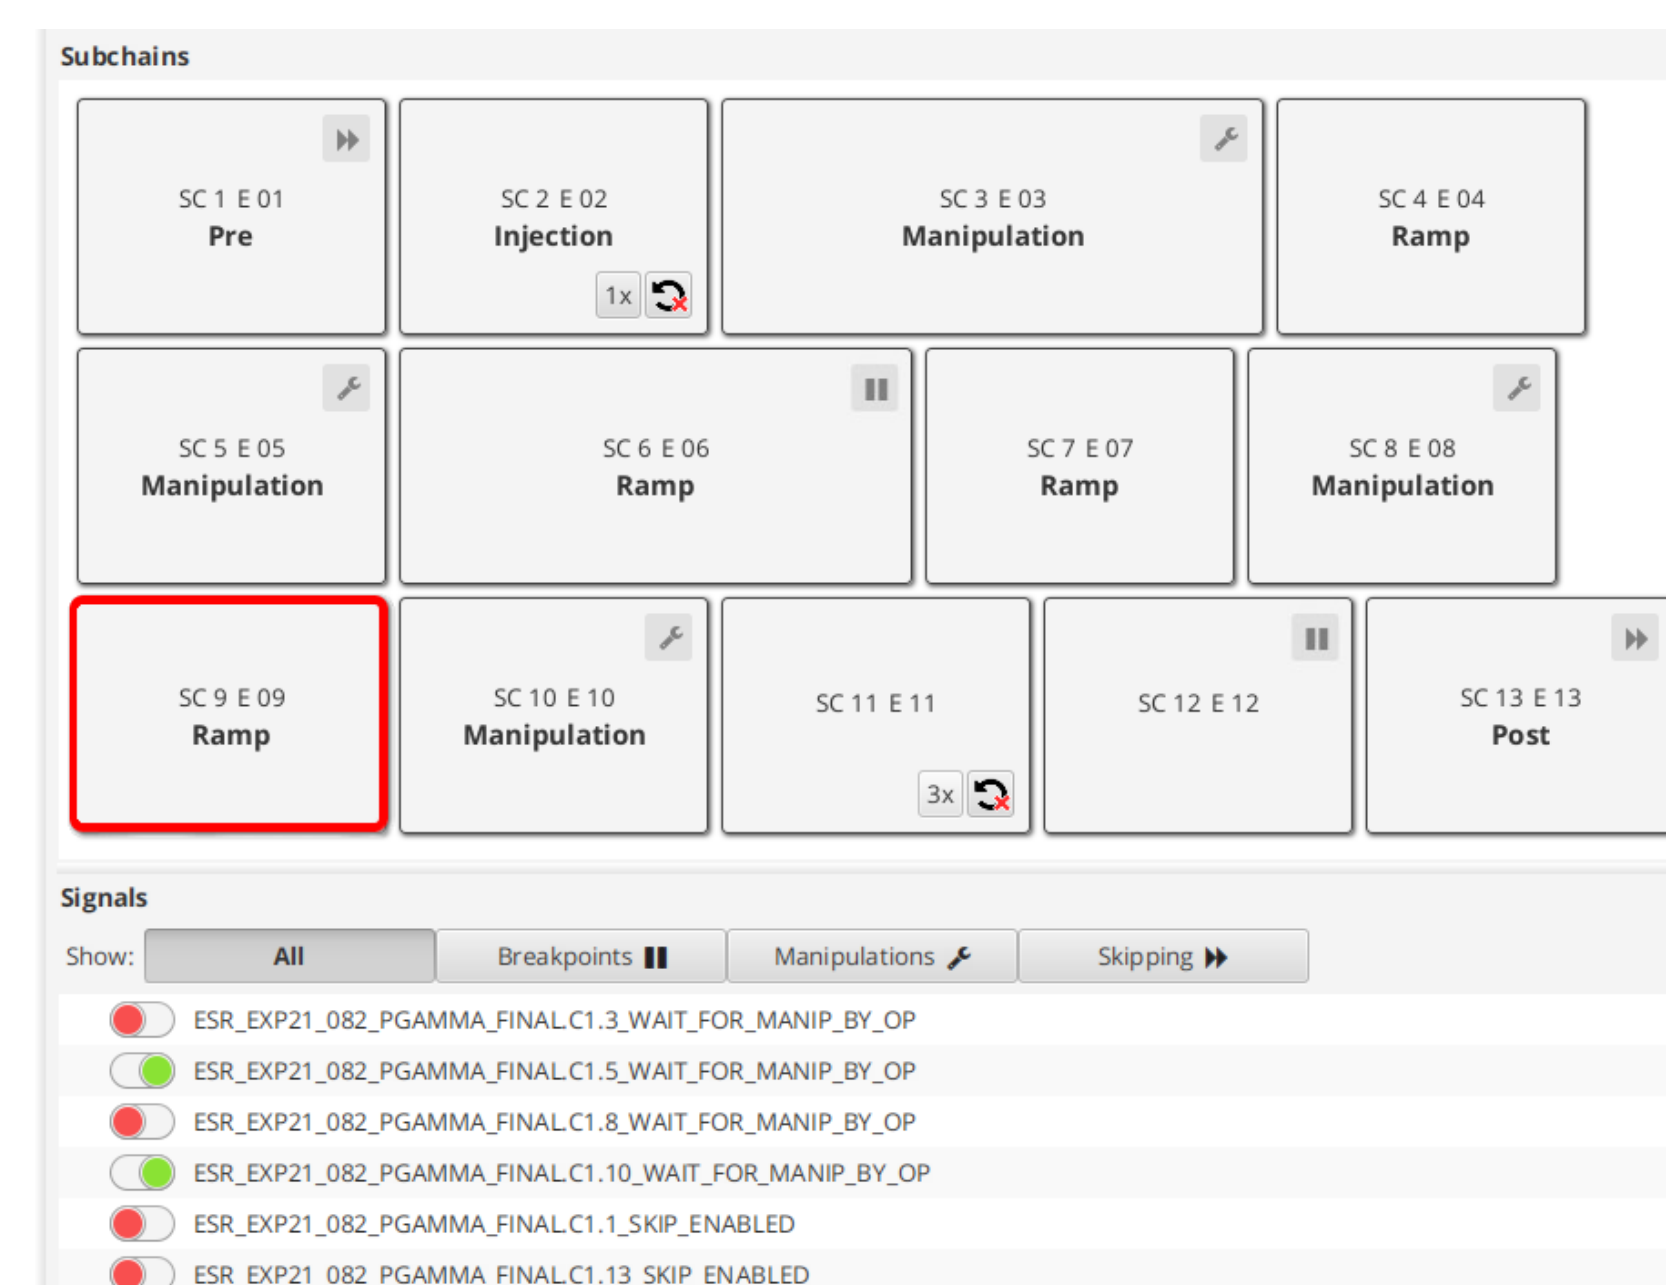 Subchains
SC 1 E 01
Pre
SC 2 E 02
Injection
1x
SC 3 E 03
Manipulation
SC 4 E 04
Ramp
SC 5 E 05
Manipulation
SC 6 E 06
Ramp
SC 7 E 07
Ramp
SC 8 E 08
Manipulation
SC 9 E 09
Ramp
SC 10 E 10
Manipulation
SC 11 E 11
3x
SC 12 E 12
SC 13 E 13
Post
Signals
Show: All Breakpoints Manipulations Skipping
ESR_EXP21_082_PGAMMA_FINAL.C1.3_WAIT_FOR_MANIP_BY_OP
ESR_EXP21_082_PGAMMA_FINAL.C1.5_WAIT_FOR_MANIP_BY_OP
ESR_EXP21_082_PGAMMA_FINAL.C1.8_WAIT_FOR_MANIP_BY_OP
ESR_EXP21_082_PGAMMA_FINAL.C1.10_WAIT_FOR_MANIP_BY_OP
ESR_EXP21_082_PGAMMA_FINAL.C1.1_SKIP_ENABLED
ESR_EXP21_082_PGAMMA_FINAL.C1.13_SKIP_ENABLED